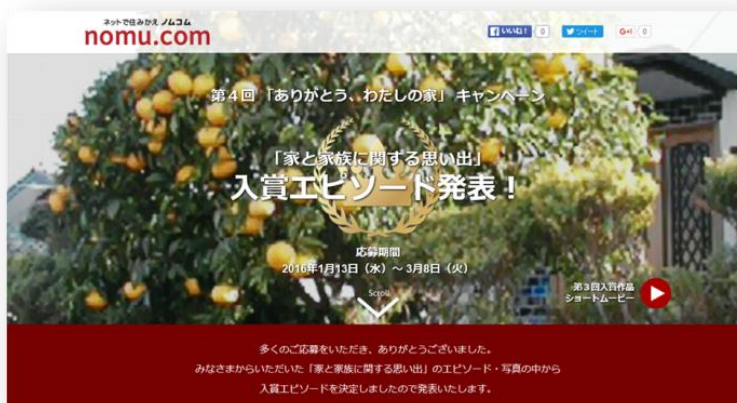 ネットで住みかえ ノムコム
nomu.com
いいね! 0
ツイート
G+1 0
第4回「ありがとう、わたしの家」キャンペーン
「家と家族に関する思い出」
入賞エピソード発表！
応募期間
2016年1月13日（水）～ 3月8日（火）
Scroll
第3回入賞作品
ショートムービー
多くのご応募をいただき、ありがとうございました。
みなさまからいただいた「家と家族に関する思い出」のエピソード・写真の中から
入賞エピソードを決定しましたので発表いたします。